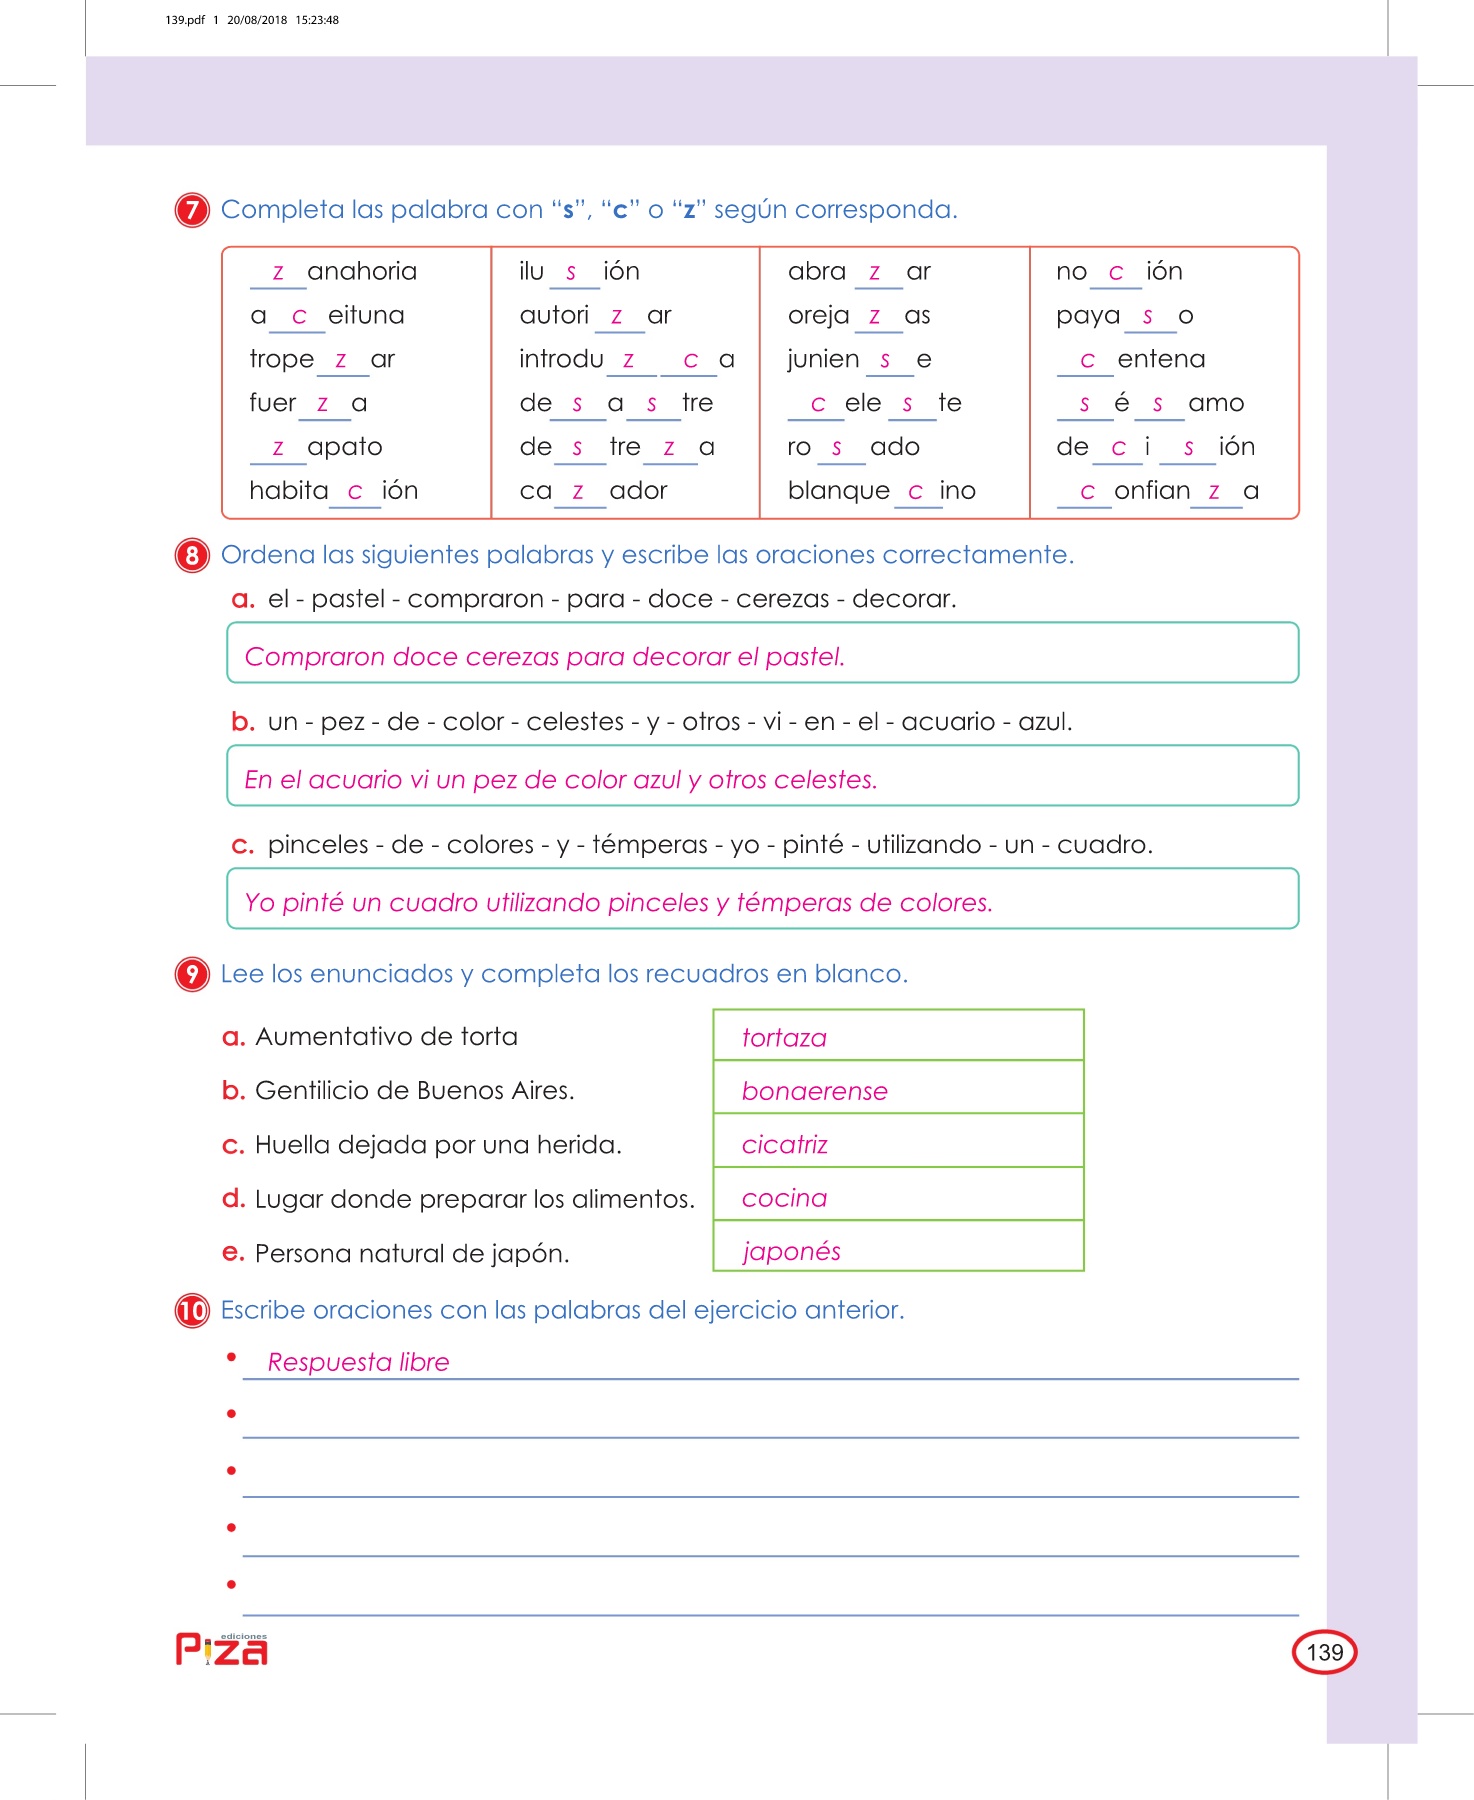 139.pdf 1 20/08/2018 15:23:48
7 Completa las palabra con “s”, “c” o “z” según corresponda.
z anahoria
a c eituna
trope z ar
fuer z a
z apato
habita c ión
ilu s ión
autori z ar
introdu z c a
de s a s tre
de s tre z a
ca z ador
abra z ar
oreja z as
junien s e
c ele s te
ro s ado
blanque c ino
no c ión
paya s o
c entena
s é s amo
de c i s ión
c onfian z a
8 Ordena las siguientes palabras y escribe las oraciones correctamente.
a. el - pastel - compraron - para - doce - cerezas - decorar.
Compraron doce cerezas para decorar el pastel.
b. un - pez - de - color - celestes - y - otros - vi - en - el - acuario - azul.
En el acuario vi un pez de color azul y otros celestes.
c. pinceles - de - colores - y - témperas - yo - pinté - utilizando - un - cuadro.
Yo pinté un cuadro utilizando pinceles y témperas de colores.
9 Lee los enunciados y completa los recuadros en blanco.
a. Aumentativo de torta tortaza
b. Gentilicio de Buenos Aires. bonaerense
c. Huella dejada por una herida. cicatriz
d. Lugar donde preparar los alimentos. cocina
e. Persona natural de japón. japonés
10 Escribe oraciones con las palabras del ejercicio anterior.
• Respuesta libre
•
•
•
•
ediciones
Piza
139